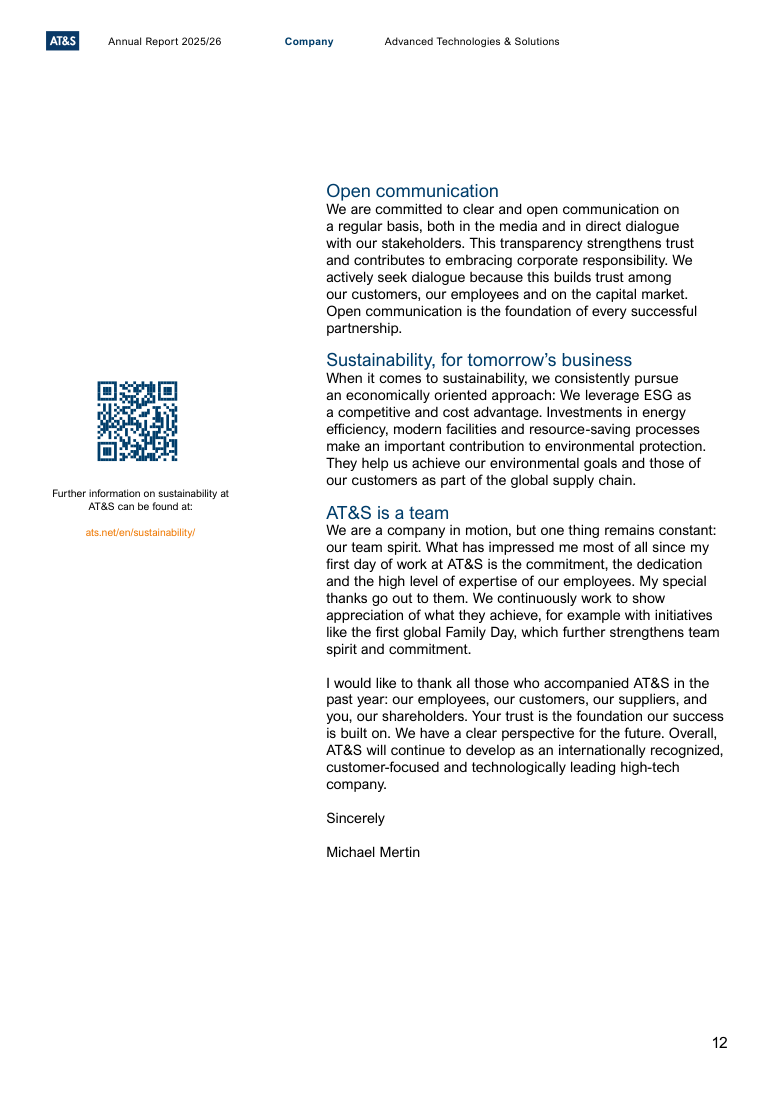 AT&S
Annual Report 2025/26
Company
Advanced Technologies & Solutions
Open communication
We are committed to clear and open communication on
a regular basis, both in the media and in direct dialogue
with our stakeholders. This transparency strengthens trust
and contributes to embracing corporate responsibility. We
actively seek dialogue because this builds trust among
our customers, our employees and on the capital market.
Open communication is the foundation of every successful
partnership.
Sustainability, for tomorrow’s business
When it comes to sustainability, we consistently pursue
an economically oriented approach: We leverage ESG as
a competitive and cost advantage. Investments in energy
efficiency, modern facilities and resource-saving processes
make an important contribution to environmental protection.
They help us achieve our environmental goals and those of
our customers as part of the global supply chain.
Further information on sustainability at
AT&S can be found at:
ats.net/en/sustainability/
AT&S is a team
We are a company in motion, but one thing remains constant:
our team spirit. What has impressed me most of all since my
first day of work at AT&S is the commitment, the dedication
and the high level of expertise of our employees. My special
thanks go out to them. We continuously work to show
appreciation of what they achieve, for example with initiatives
like the first global Family Day, which further strengthens team
spirit and commitment.
I would like to thank all those who accompanied AT&S in the
past year: our employees, our customers, our suppliers, and
you, our shareholders. Your trust is the foundation our success
is built on. We have a clear perspective for the future. Overall,
AT&S will continue to develop as an internationally recognized,
customer-focused and technologically leading high-tech
company.
Sincerely
Michael Mertin
12